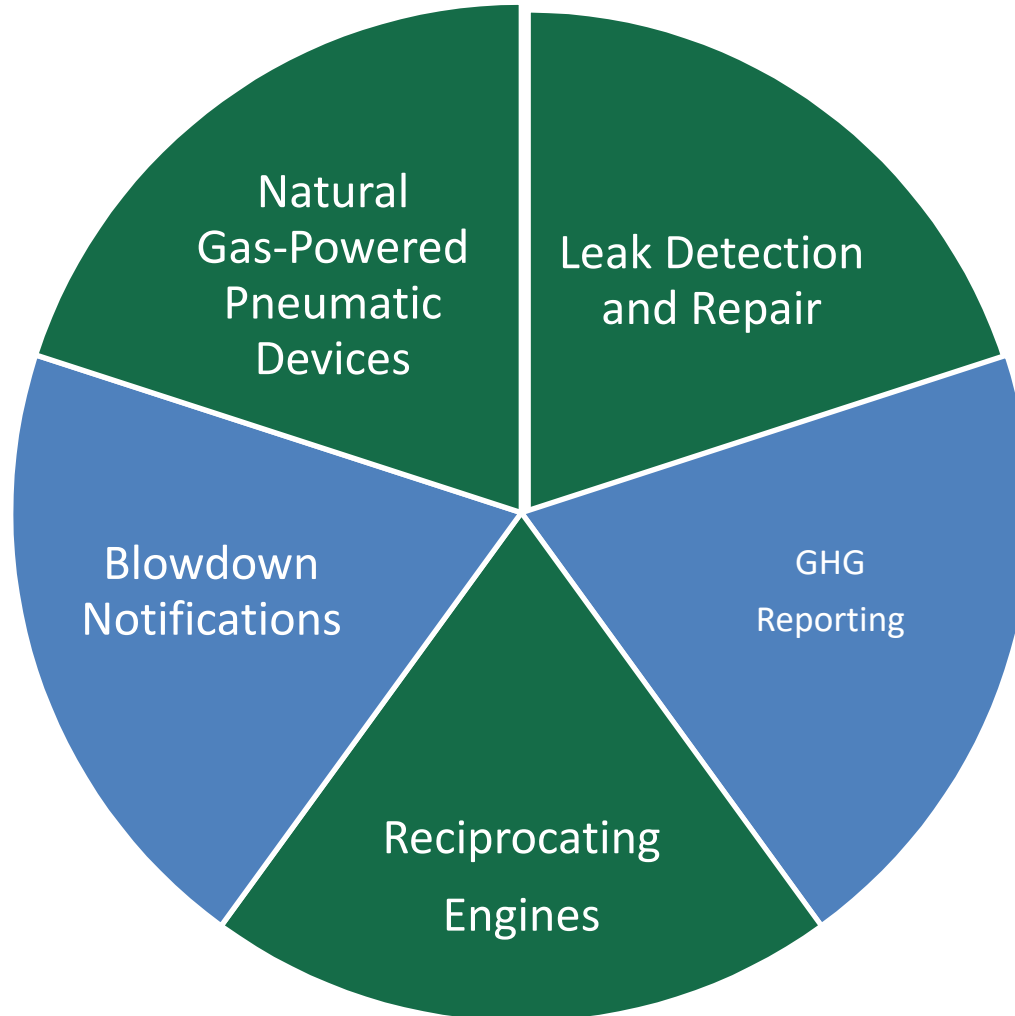 Natural
Gas-Powered
Pneumatic
Devices
Leak Detection
and Repair
Blowdown
Notifications
GHG
Reporting
Reciprocating
Engines